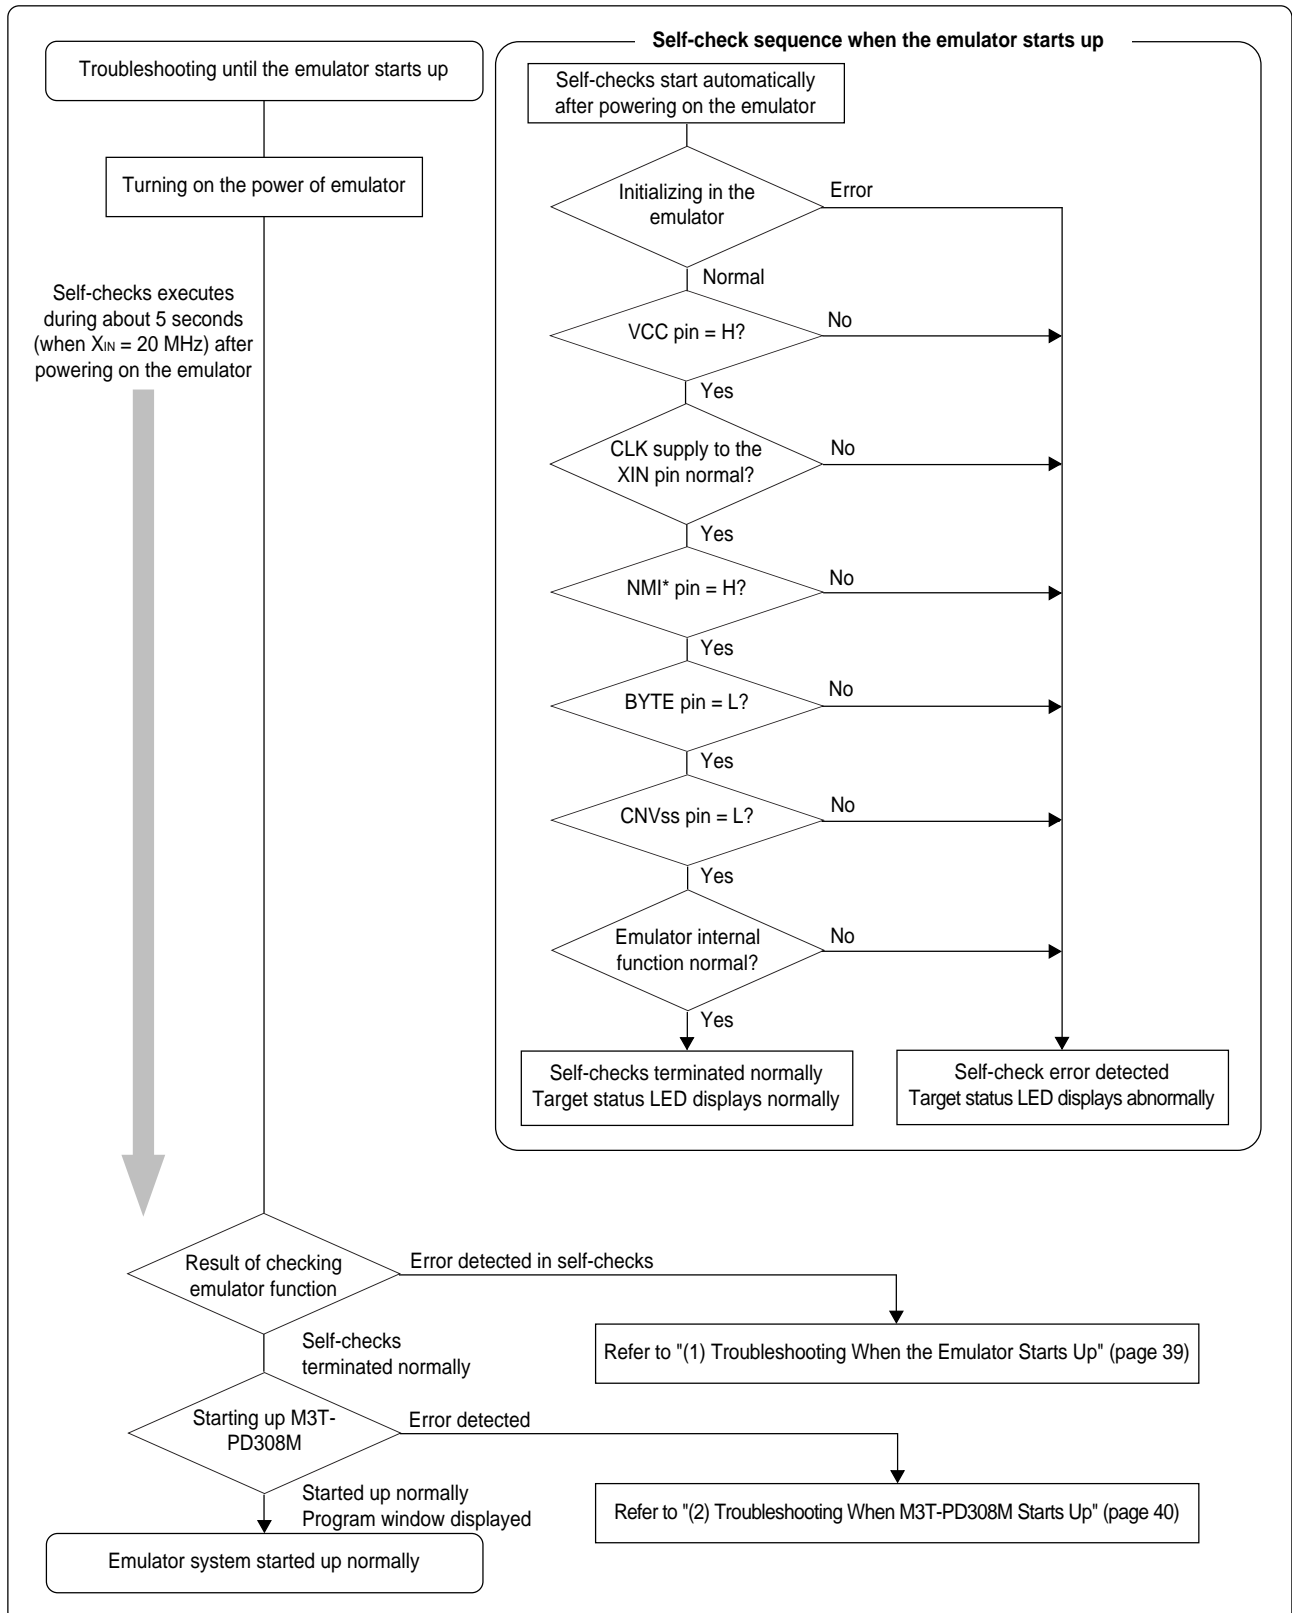 Troubleshooting until the emulator starts up
Turning on the power of emulator
Self-checks executes
during about 5 seconds
(when XIN = 20 MHz) after
powering on the emulator
Self-check sequence when the emulator starts up
Self-checks start automatically
after powering on the emulator
Initializing in the
emulator
Error
Normal
VCC pin = H?
No
Yes
CLK supply to the
XIN pin normal?
No
Yes
NMI* pin = H?
No
Yes
BYTE pin = L?
No
Yes
CNVss pin = L?
No
Yes
Emulator internal
function normal?
No
Yes
Self-checks terminated normally
Target status LED displays normally
Self-check error detected
Target status LED displays abnormally
Result of checking
emulator function
Error detected in self-checks
Self-checks
terminated normally
Refer to "(1) Troubleshooting When the Emulator Starts Up" (page 39)
Starting up M3T-
PD308M
Error detected
Started up normally
Program window displayed
Refer to "(2) Troubleshooting When M3T-PD308M Starts Up" (page 40)
Emulator system started up normally